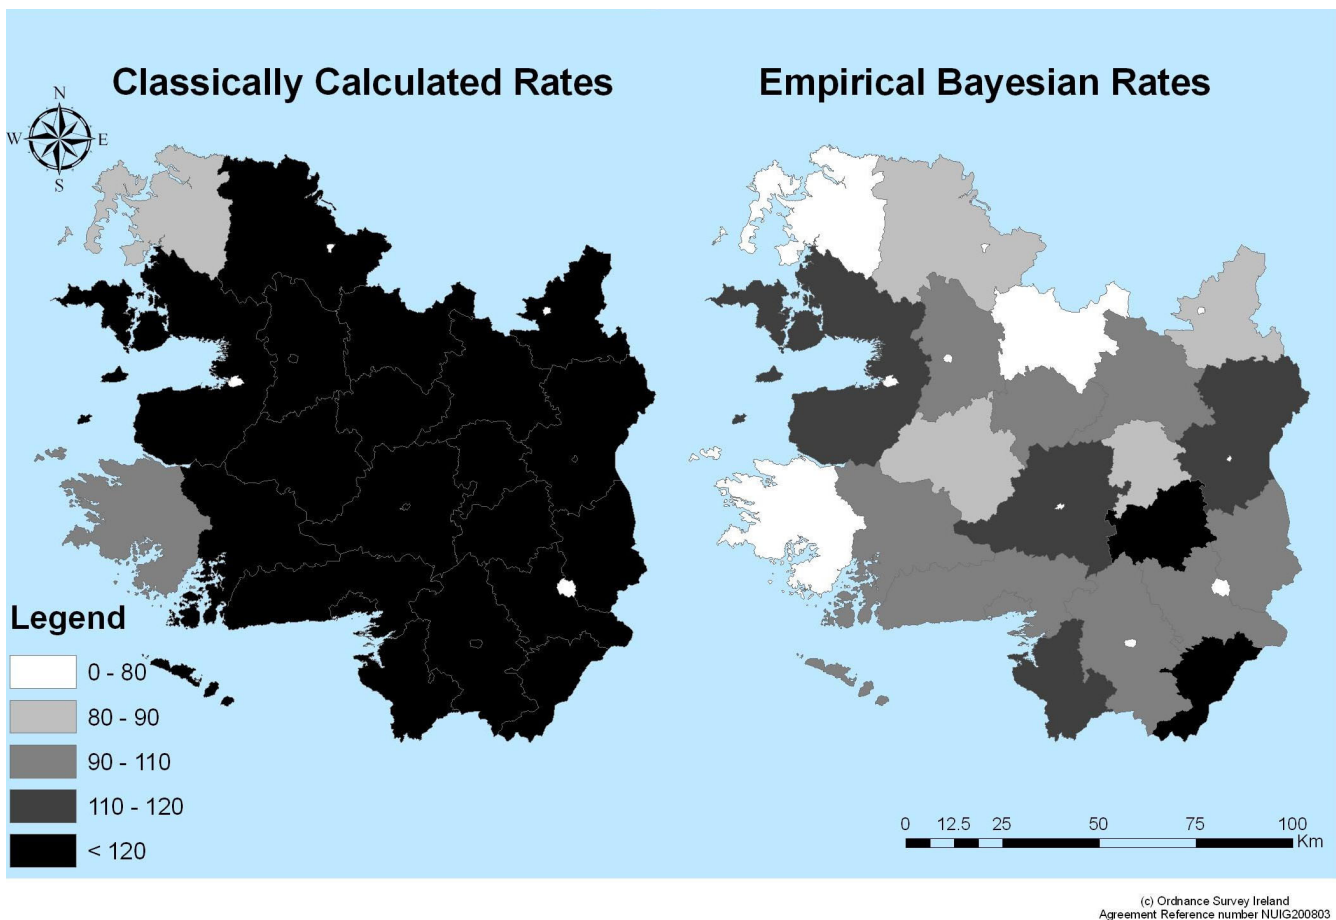 Classically Calculated Rates
Empirical Bayesian Rates
N
W E
S
Legend
0 - 80
80 - 90
90 - 110
110 - 120
< 120
0 12.5 25 50 75 100
Km
(c) Ordnance Survey Ireland
Agreement Reference number NUIG200803